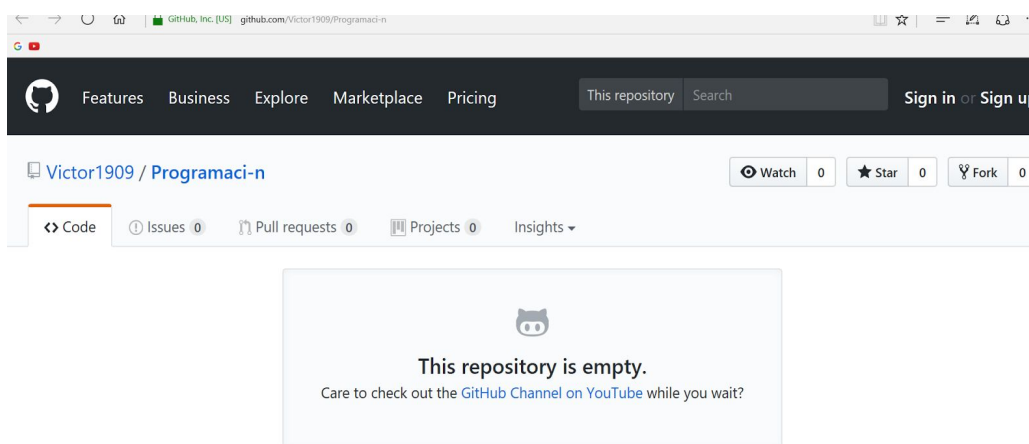 GitHub, Inc. [US] github.com/Victor1909/Programaci-n
G
Features Business Explore Marketplace Pricing This repository Search Sign in or Sign u
Victor1909 / Programaci-n Watch 0 Star 0 Fork 0
<> Code Issues 0 Pull requests 0 Projects 0 Insights
This repository is empty.
Care to check out the GitHub Channel on YouTube while you wait?